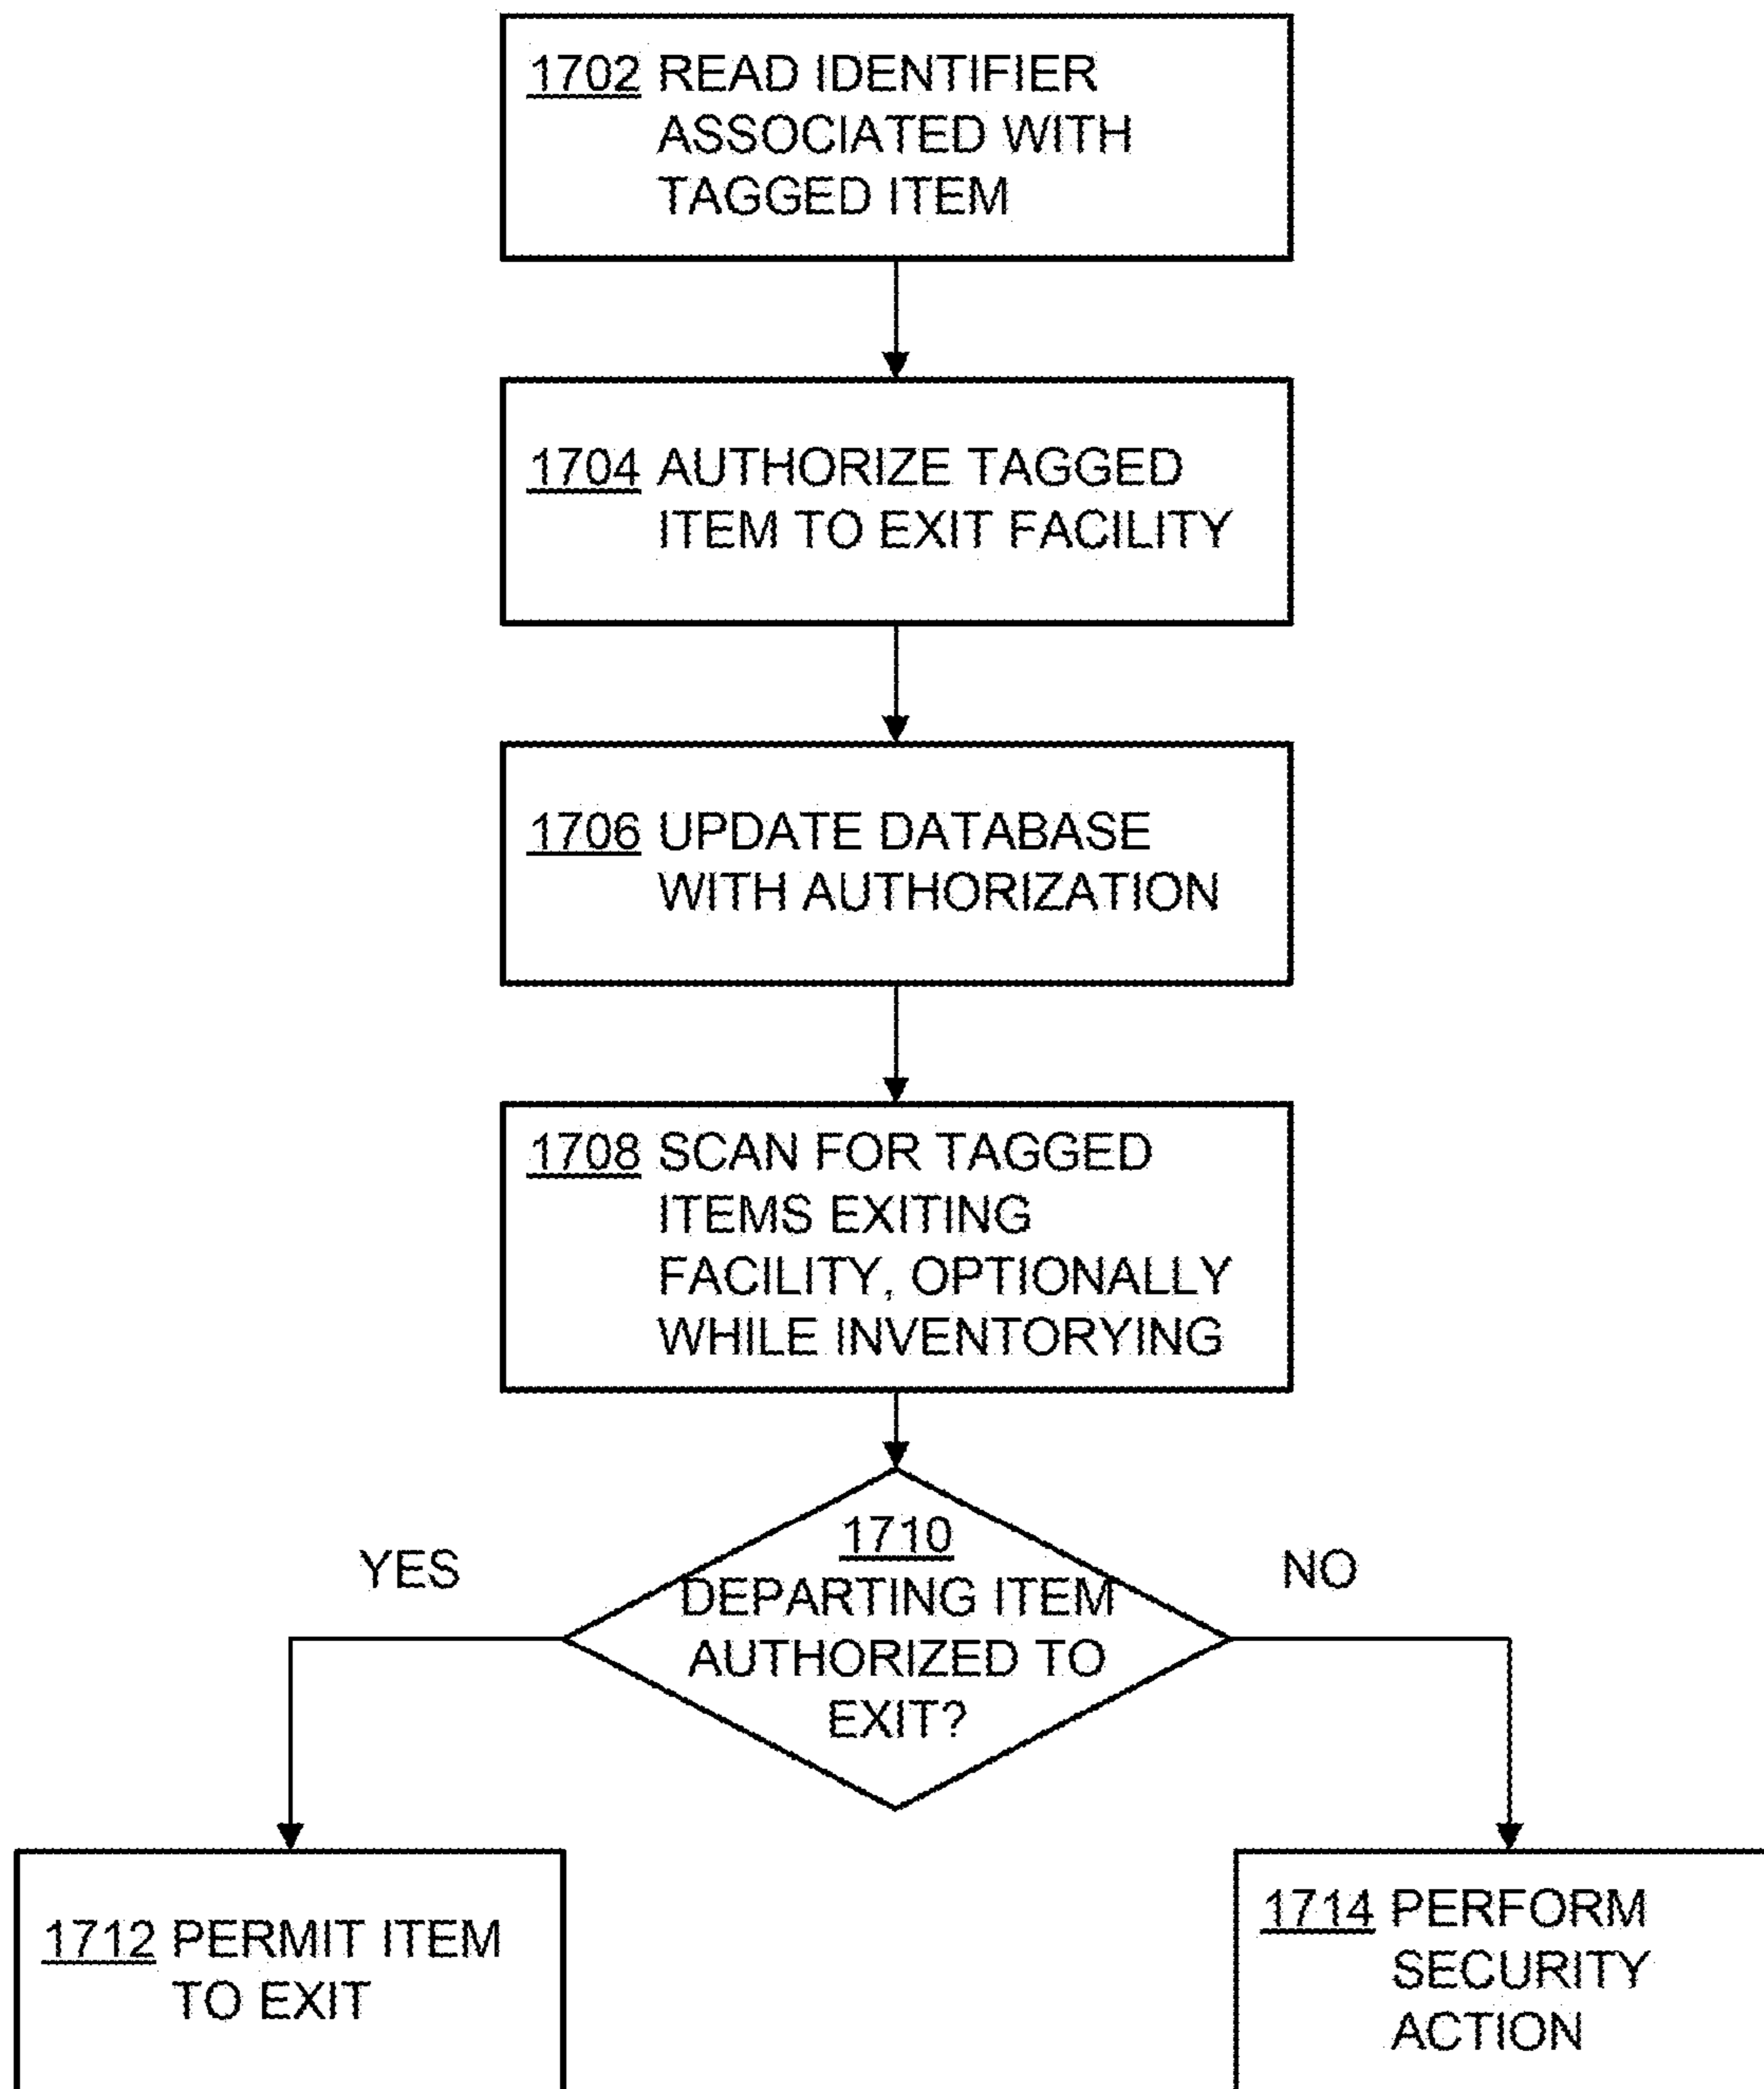 1702 READ IDENTIFIER
ASSOCIATED WITH
TAGGED ITEM
1704 AUTHORIZE TAGGED
ITEM TO EXIT FACILITY
1706 UPDATE DATABASE
WITH AUTHORIZATION
1708 SCAN FOR TAGGED
ITEMS EXITING
FACILITY, OPTIONALLY
WHILE INVENTORYING
1710
DEPARTING ITEM
AUTHORIZED TO
EXIT?
YES
NO
1712 PERMIT ITEM
TO EXIT
1714 PERFORM
SECURITY
ACTION